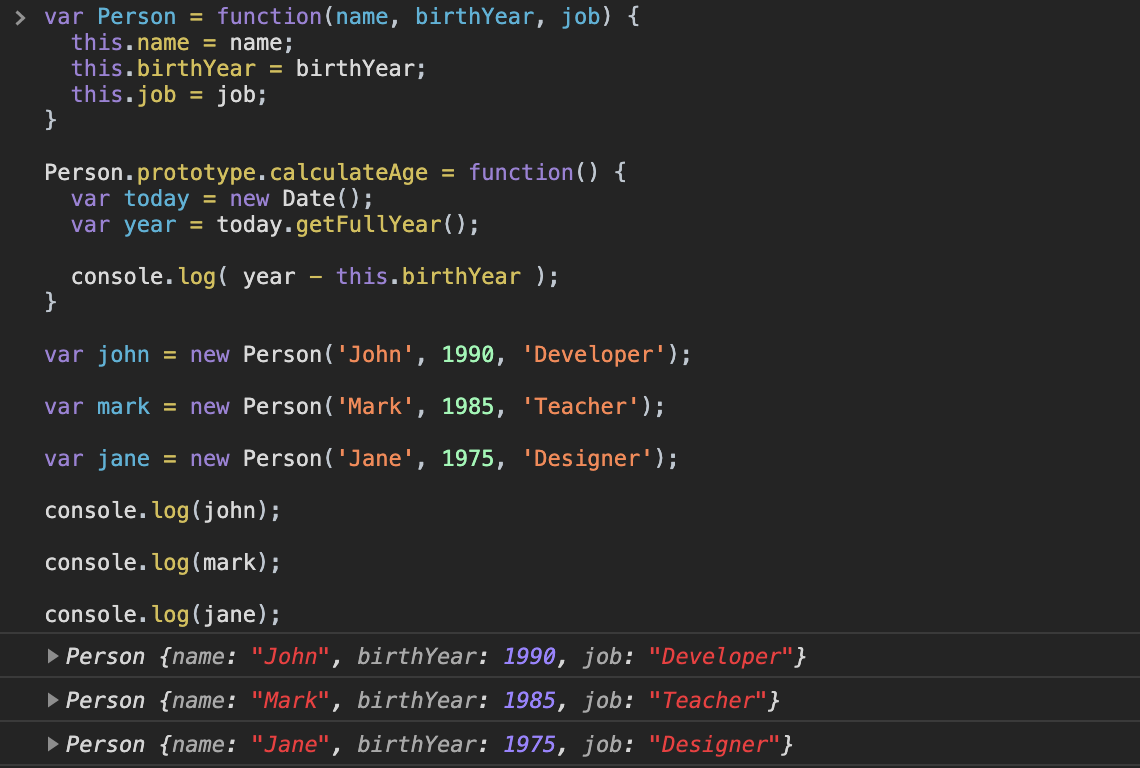 > var Person = function(name, birthYear, job) {
  this.name = name;
  this.birthYear = birthYear;
  this.job = job;
}
Person.prototype.calculateAge = function() {
  var today = new Date();
  var year = today.getFullYear();
  console.log( year - this.birthYear );
}
var john = new Person('John', 1990, 'Developer');
var mark = new Person('Mark', 1985, 'Teacher');
var jane = new Person('Jane', 1975, 'Designer');
console.log(john);
console.log(mark);
console.log(jane);
▶Person {name: "John", birthYear: 1990, job: "Developer"}
▶Person {name: "Mark", birthYear: 1985, job: "Teacher"}
▶Person {name: "Jane", birthYear: 1975, job: "Designer"}